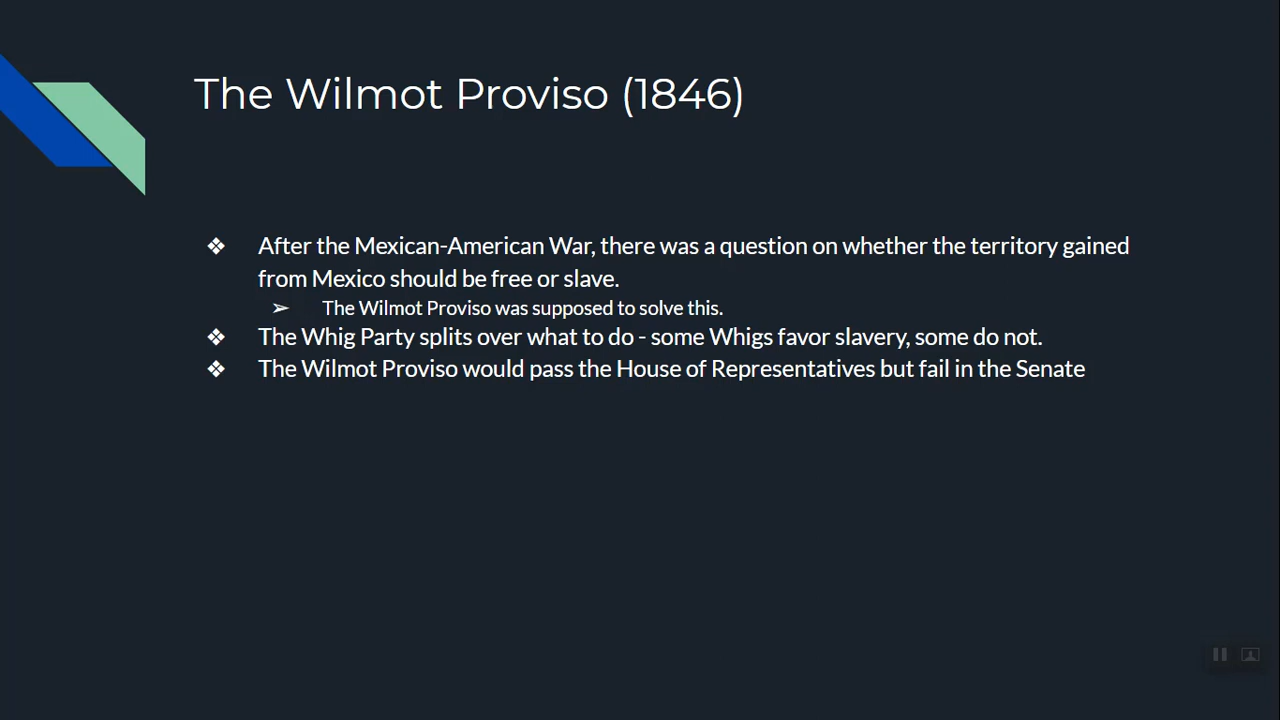 The Wilmot Proviso (1846)
❖ After the Mexican-American War, there was a question on whether the territory gained
from Mexico should be free or slave.
➢ The Wilmot Proviso was supposed to solve this.
❖ The Whig Party splits over what to do - some Whigs favor slavery, some do not.
❖ The Wilmot Proviso would pass the House of Representatives but fail in the Senate